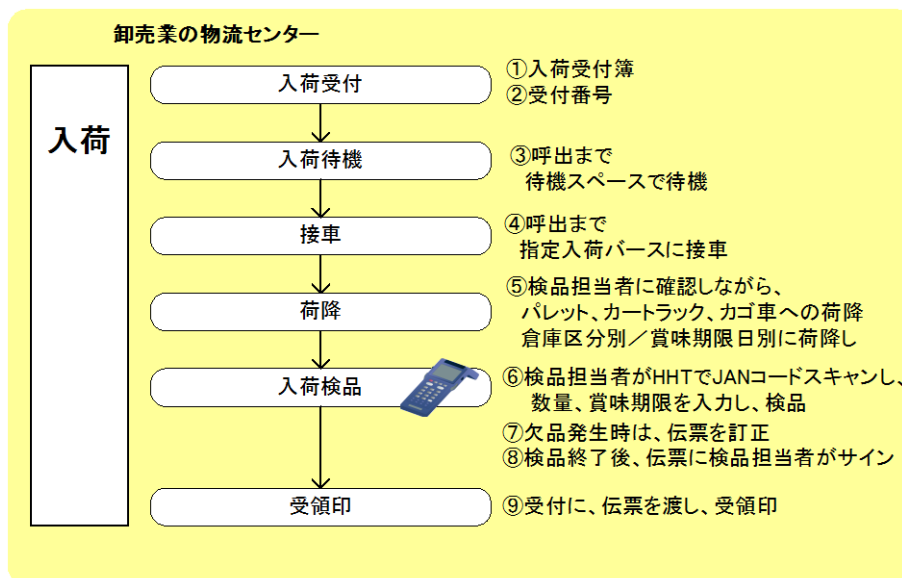 卸売業の物流センター
入荷
入荷受付
①入荷受付簿
②受付番号
入荷待機
③呼出まで
待機スペースで待機
接車
④呼出まで
指定入荷バースに接車
荷降
⑤検品担当者に確認しながら、
パレット、カートラック、カゴ車への荷降
倉庫区分別／賞味期限日別に荷降し
入荷検品
⑥検品担当者がHHTでJANコードスキャンし、
数量、賞味期限を入力し、検品
⑦欠品発生時は、伝票を訂正
⑧検品終了後、伝票に検品担当者がサイン
受領印
⑨受付に、伝票を渡し、受領印